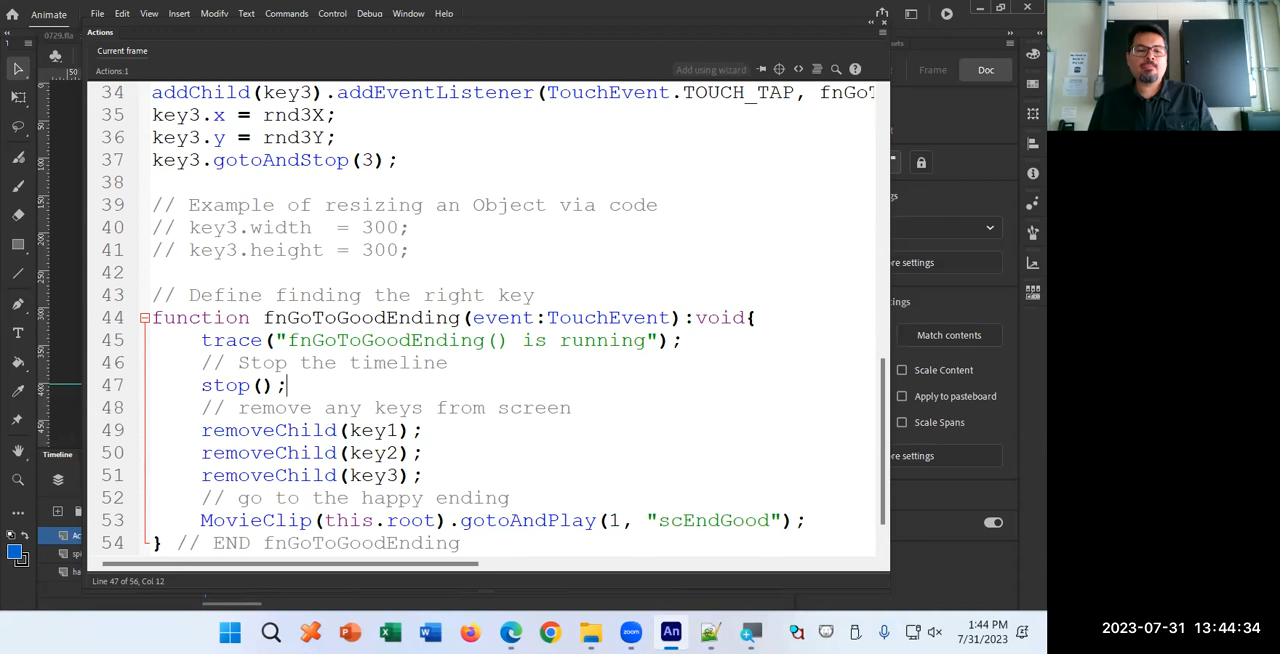 Animate File Edit View Insert Modify Text Commands Control Debug Window Help
0729.fla
Actions
Current frame
Actions:1
Add using wizard
Frame Doc
34 addChild(key3).addEventListener(TouchEvent.TOUCH_TAP, fnGoT
35 key3.x = rnd3X;
36 key3.y = rnd3Y;
37 key3.gotoAndStop(3);
38
39 // Example of resizing an Object via code
40 // key3.width  = 300;
41 // key3.height = 300;
42
43 // Define finding the right key
44 function fnGoToGoodEnding(event:TouchEvent):void{
45 trace("fnGoToGoodEnding() is running");
46 // Stop the timeline
47 stop();
48 // remove any keys from screen
49 removeChild(key1);
50 removeChild(key2);
51 removeChild(key3);
52 // go to the happy ending
53 MovieClip(this.root).gotoAndPlay(1, "scEndGood");
54 } // END fnGoToGoodEnding
Line 47 of 56, Col 12
Match contents
Scale Content
Apply to pasteboard
Scale Spans
ore settings
ore settings
Timeline
1:44 PM
7/31/2023
2023-07-31 13:44:34